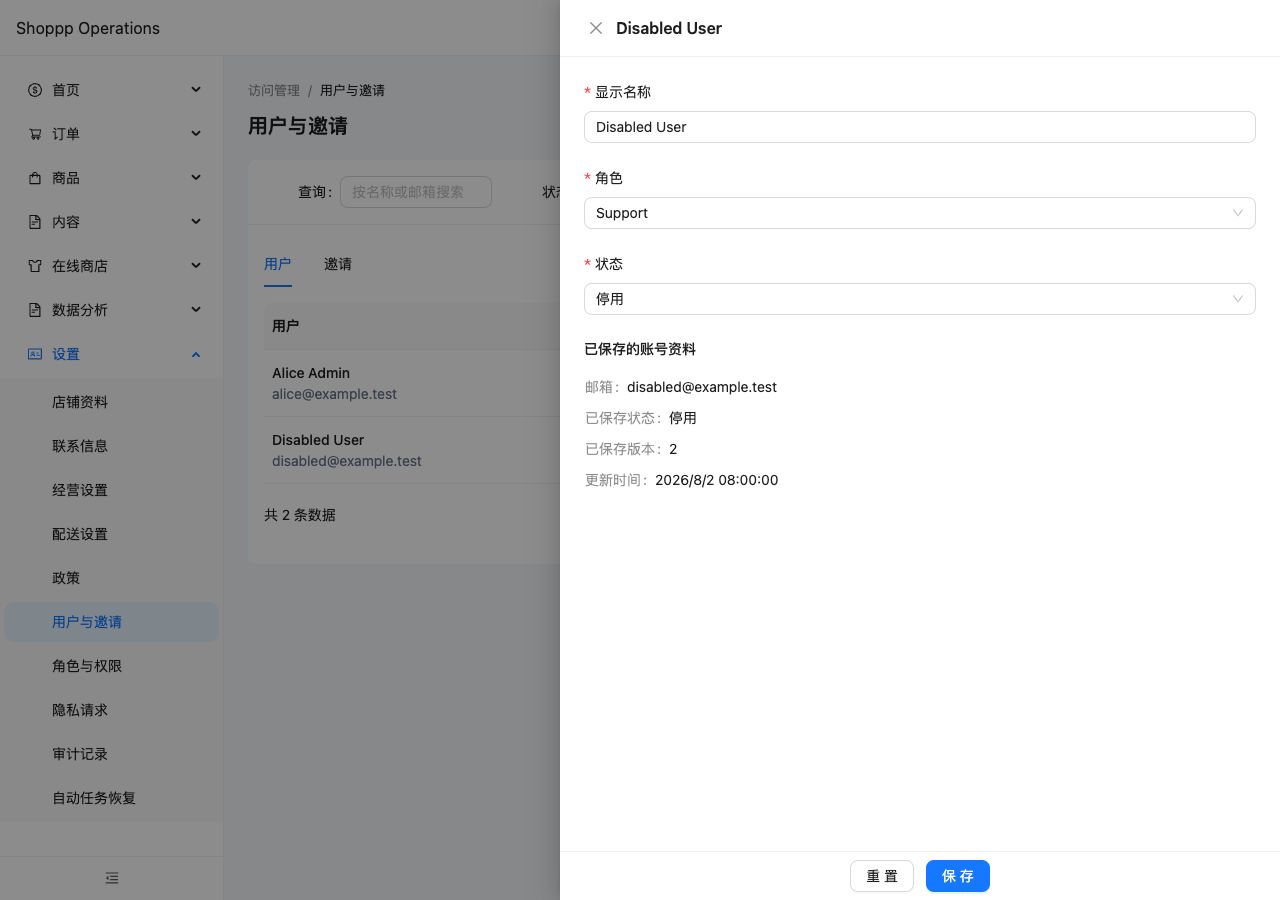 Shoppp Operations
首页
订单
商品
内容
在线商店
数据分析
设置
店铺资料
联系信息
经营设置
配送设置
政策
用户与邀请
角色与权限
隐私请求
审计记录
自动任务恢复
访问管理 / 用户与邀请
用户与邀请
查询： 按名称或邮箱搜索
用户 邀请
用户
Alice Admin
alice@example.test
Disabled User
disabled@example.test
共 2 条数据
Disabled User
* 显示名称
Disabled User
* 角色
Support
* 状态
停用
已保存的账号资料
邮箱： disabled@example.test
已保存状态： 停用
已保存版本： 2
更新时间： 2026/8/2 08:00:00
重 置 保 存